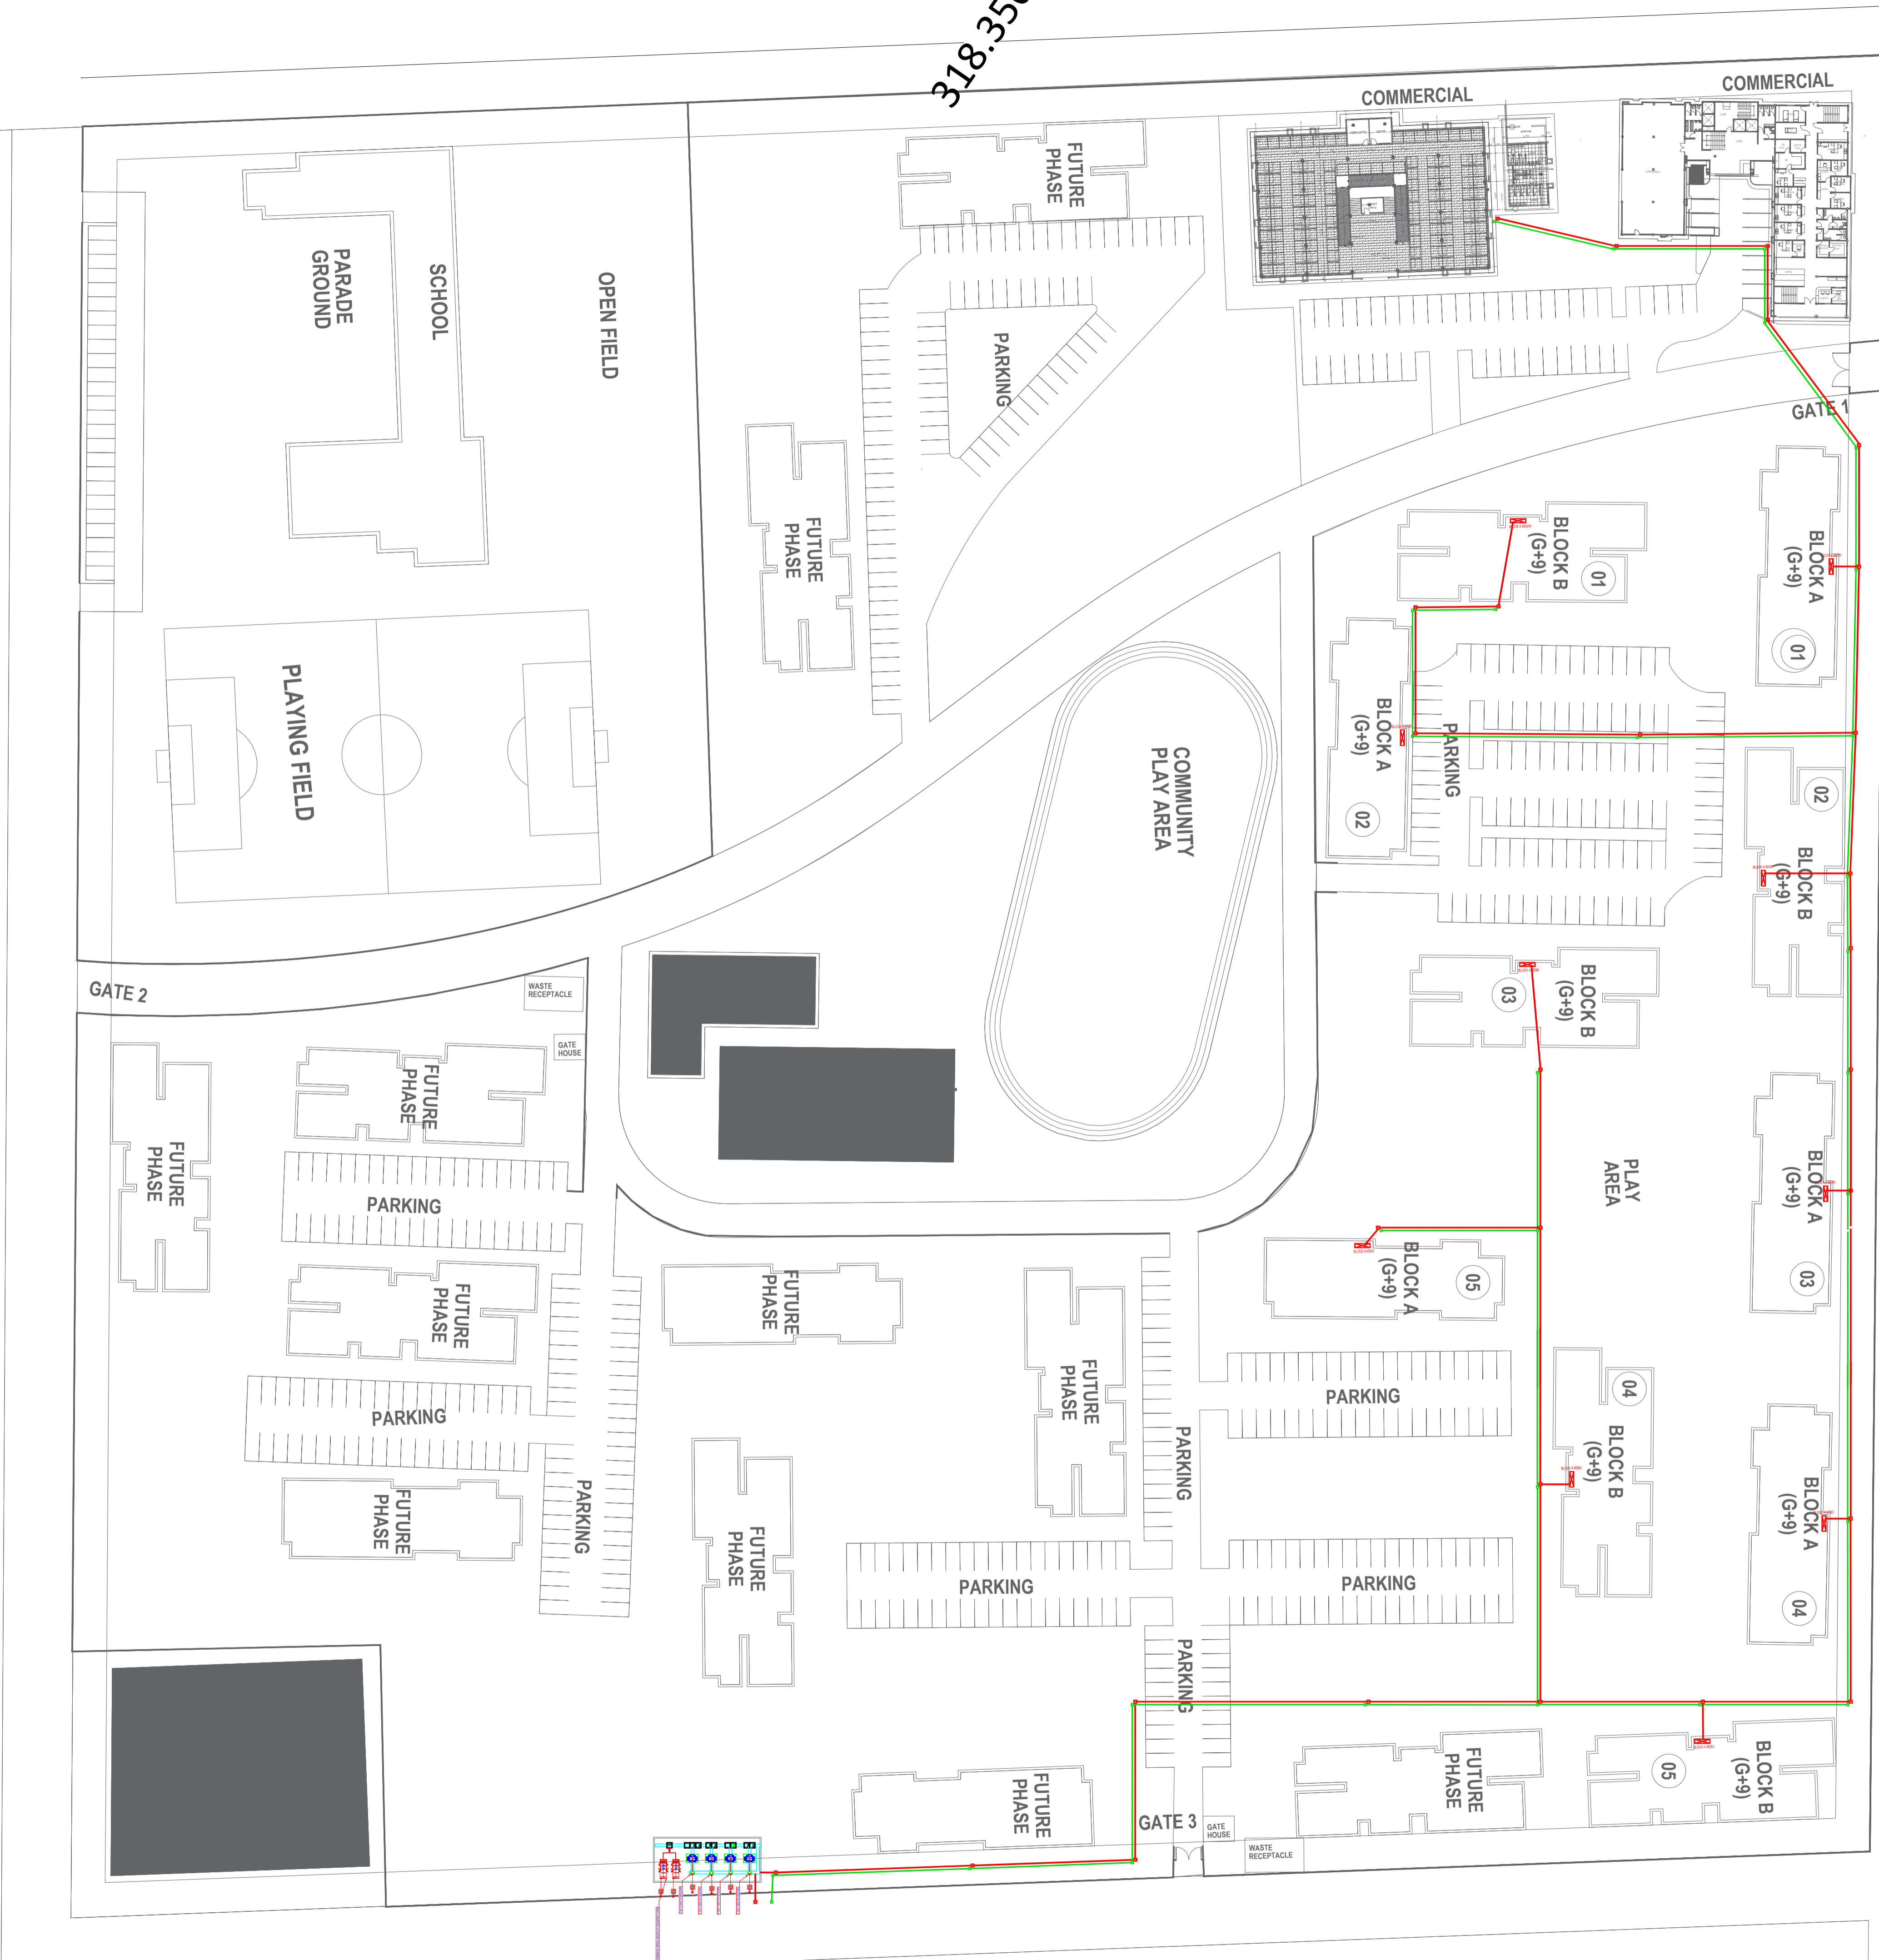 318.350
COMMERCIAL
COMMERCIAL
FUTURE
PHASE
PARADE
GROUND
SCHOOL
OPEN FIELD
PARKING
GATE 1
FUTURE
PHASE
BLOCK B
(G+9)
01
BLOCK A
(G+9)
01
PLAYING FIELD
COMMUNITY
PLAY AREA
BLOCK A
(G+9)
02
PARKING
02
BLOCK B
(G+9)
GATE 2
WASTE
RECEPTACLE
GATE
HOUSE
03
BLOCK B
(G+9)
FUTURE
PHASE
FUTURE
PHASE
PARKING
PLAY
AREA
BLOCK A
(G+9)
03
BLOCK A
(G+9)
05
FUTURE
PHASE
FUTURE
PHASE
FUTURE
PHASE
PARKING
04
BLOCK B
(G+9)
PARKING
PARKING
PARKING
FUTURE
PHASE
FUTURE
PHASE
BLOCK A
(G+9)
04
PARKING
PARKING
PARKING
FUTURE
PHASE
GATE 3
GATE
HOUSE
WASTE
RECEPTACLE
FUTURE
PHASE
05
BLOCK B
(G+9)